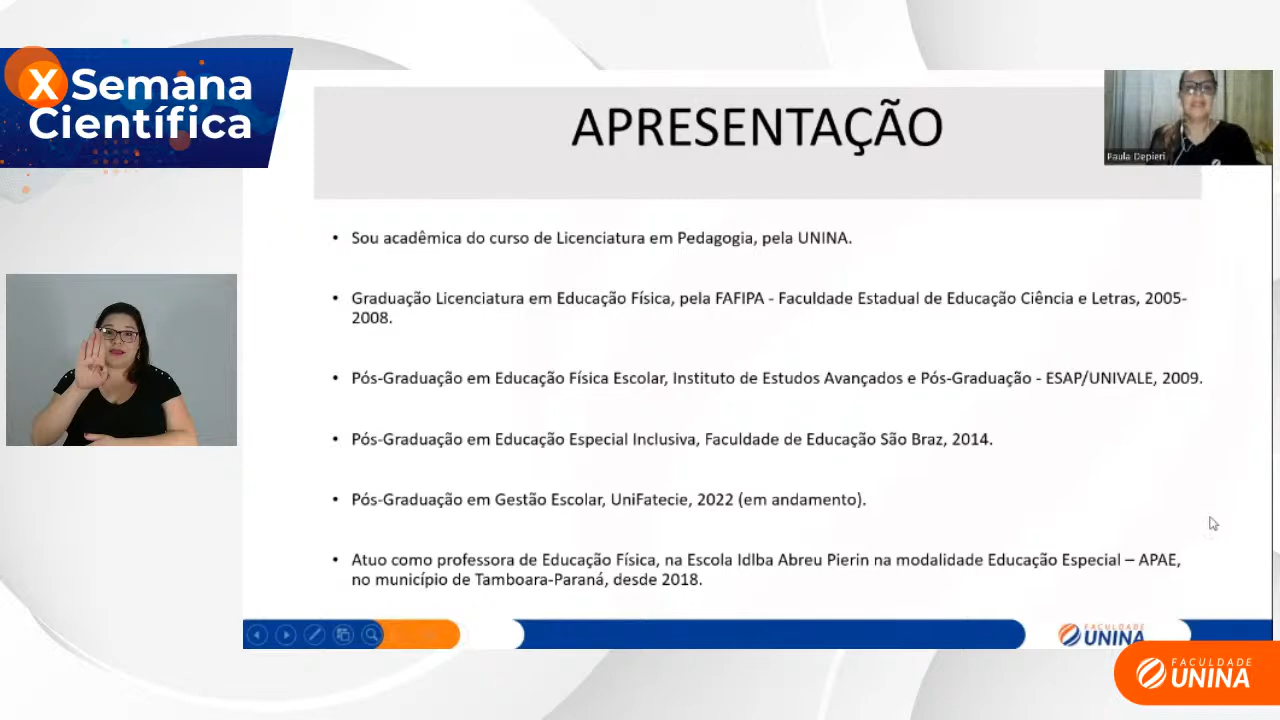 X Semana
Científica
APRESENTAÇÃO
Paula Depieri
• Sou acadêmica do curso de Licenciatura em Pedagogia, pela UNINA.
• Graduação Licenciatura em Educação Física, pela FAFIPA - Faculdade Estadual de Educação Ciência e Letras, 2005-
2008.
• Pós-Graduação em Educação Física Escolar, Instituto de Estudos Avançados e Pós-Graduação - ESAP/UNIVALE, 2009.
• Pós-Graduação em Educação Especial Inclusiva, Faculdade de Educação São Braz, 2014.
• Pós-Graduação em Gestão Escolar, UniFatecie, 2022 (em andamento).
• Atuo como professora de Educação Física, na Escola Idlba Abreu Pierin na modalidade Educação Especial – APAE,
no município de Tamboara-Paraná, desde 2018.
FACULDADE
UNINA
FACULDADE
UNINA